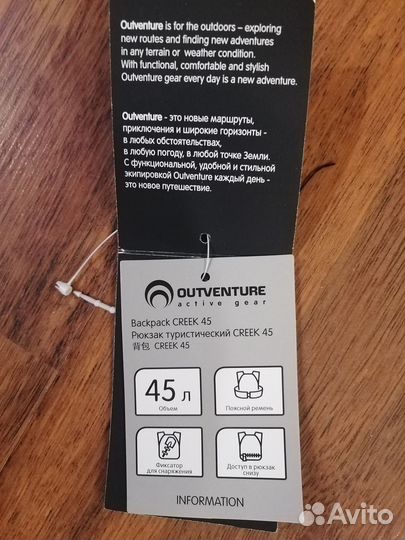 Outventure is for the outdoors – exploring
new routes and finding new adventures
in any terrain or weather condition.
With functional, comfortable and stylish
Outventure gear every day is a new adventure.
Outventure - это новые маршруты,
приключения и широкие горизонты -
в любых обстоятельствах,
в любую погоду, в любой точке Земли.
С функциональной, удобной и стильной
экипировкой Outventure каждый день -
это новое путешествие.
OUTVENTURE
active gear
Backpack CREEK 45
Рюкзак туристический CREEK 45
背包 CREEK 45
45 л
Объем
Поясной ремень
Фиксатор
для снаряжения
Доступ в рюкзак
снизу
INFORMATION
Avito